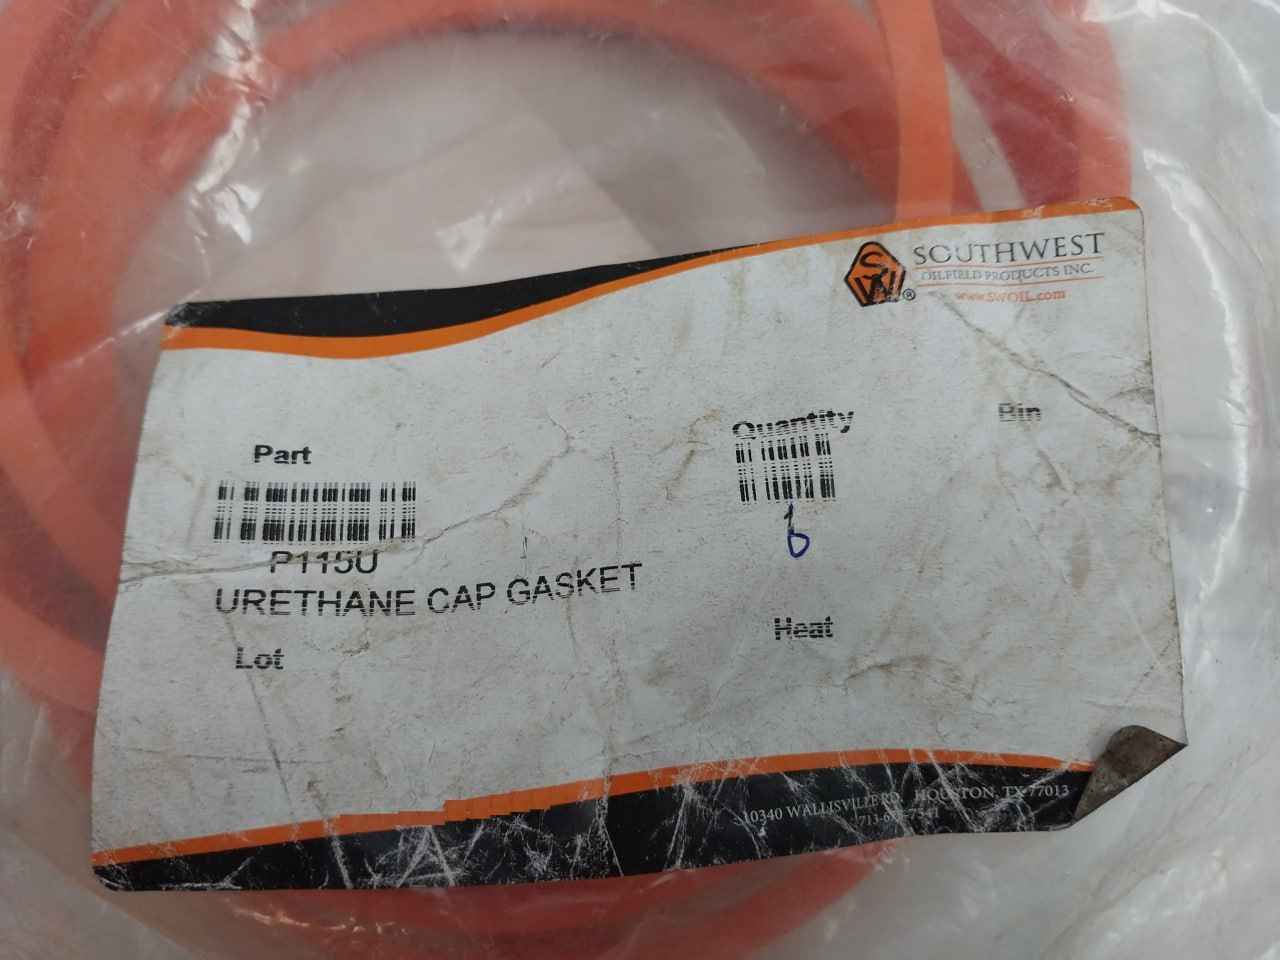 SW®
SOUTHWEST
OILFIELD PRODUCTS INC.
www.SWOIL.com
Part
Quantity
Bin
P115U
URETHANE CAP GASKET
Lot
Heat
10340 WALLISVILLE RD. HOUSTON, TX 77013